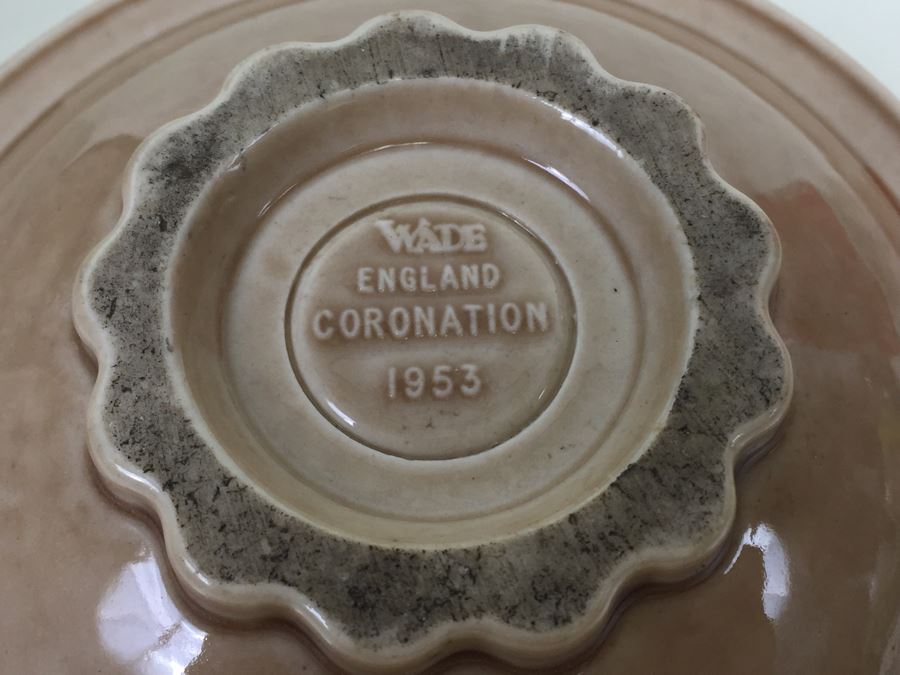 WADE
ENGLAND
CORONATION
1953